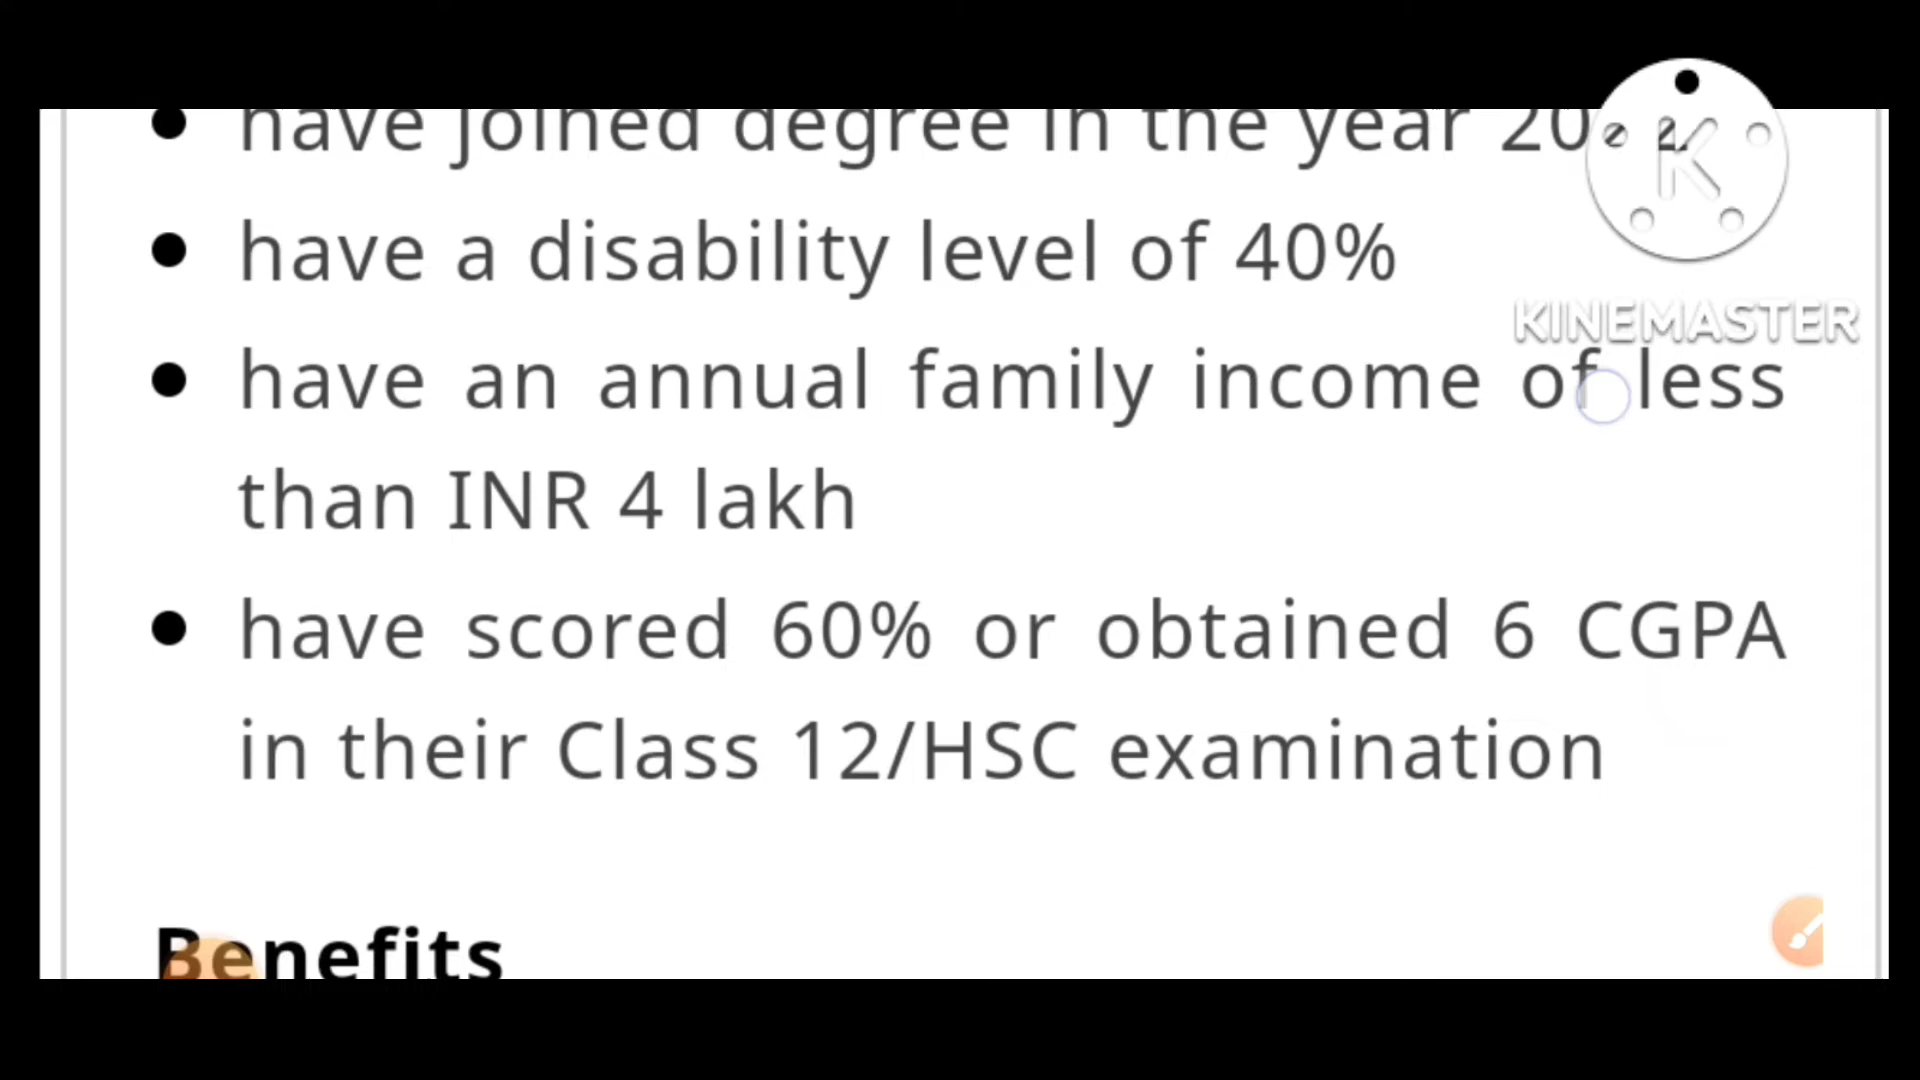 have joined degree in the year
have a disability level of 40%
KINEMASTER
have an annual family income of less
than INR 4 lakh
have scored 60% or obtained 6 CGPA
in their Class 12/HSC examination
Benefits